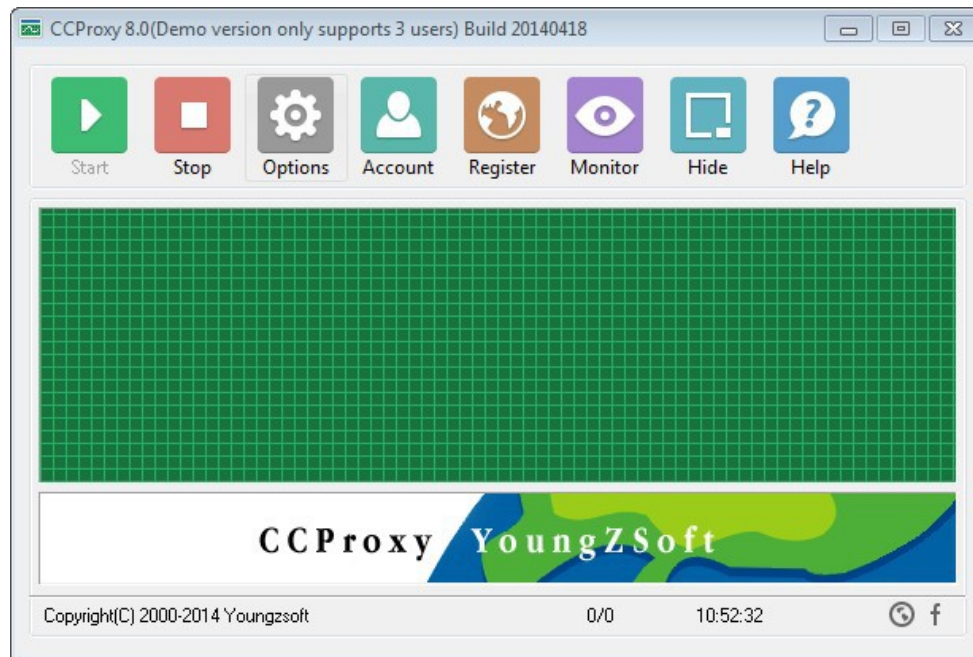 CCProxy 8.0(Demo version only supports 3 users) Build 20140418
Start Stop Options Account Register Monitor Hide Help
CCProxy YoungZSoft
Copyright(C) 2000-2014 Youngzsoft 0/0 10:52:32